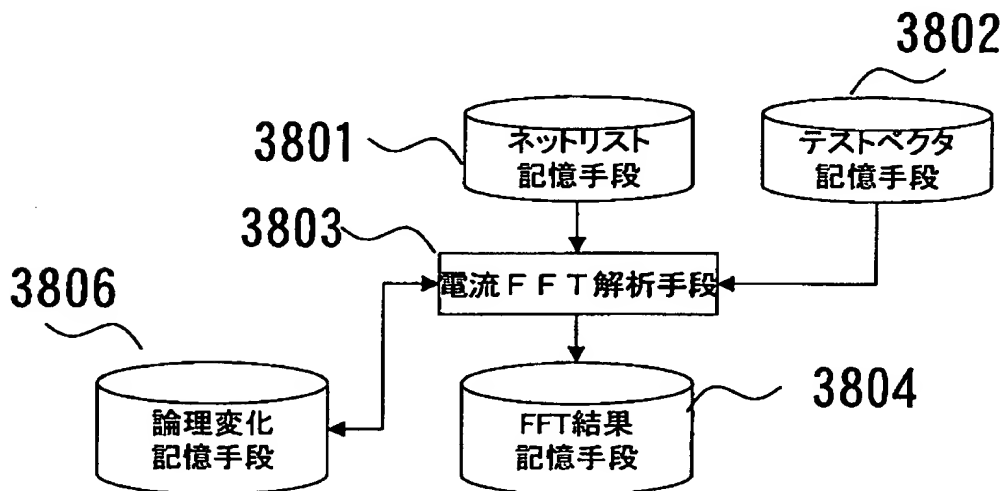 3802
3801
ネットリスト
記憶手段
テストベクタ
記憶手段
3803
電流FFT解析手段
3806
3804
論理変化
記憶手段
FFT結果
記憶手段